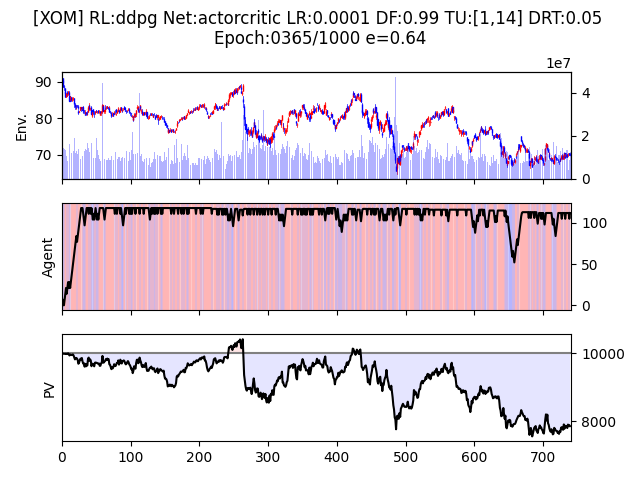 [XOM] RL:ddpg Net:actorcritic LR:0.0001 DF:0.99 TU:[1,14] DRT:0.05
Epoch:0365/1000 e=0.64
1e7
90
80
70
Env.
4
2
0
Agent
100
50
0
PV
10000
8000
0 100 200 300 400 500 600 700